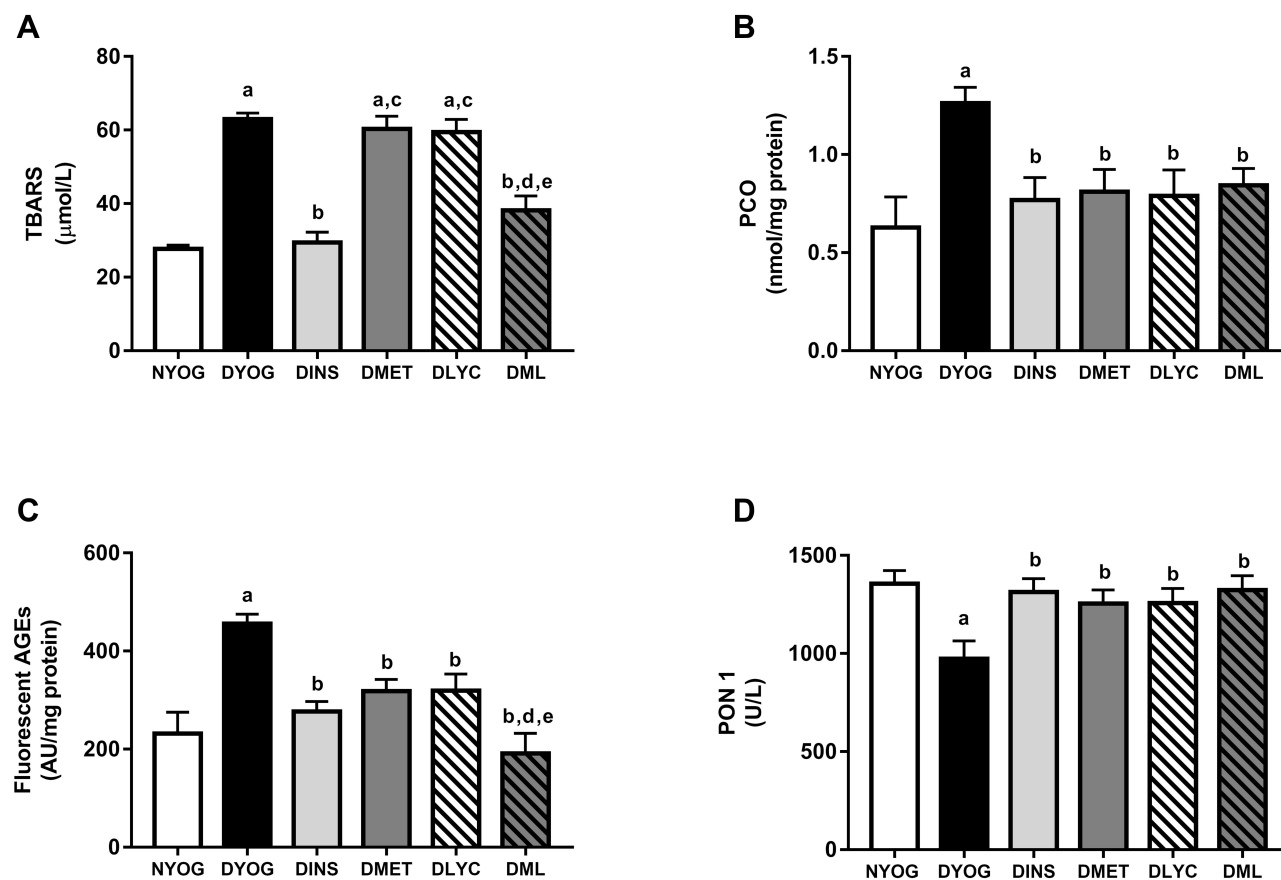 A
TBARS
(μmol/L)
80
60
40
20
0
a
b
a,c
a,c
b,d,e
NYOG DYOG DINS DMET DLYC DML
B
PCO
(nmol/mg protein)
1.5
1.0
0.5
0.0
a
b
b
b
b
NYOG DYOG DINS DMET DLYC DML
C
Fluorescent AGEs
(AU/mg protein)
600
400
200
0
a
b
b
b
b,d,e
NYOG DYOG DINS DMET DLYC DML
D
PON 1
(U/L)
1500
1000
500
0
a
b
b
b
b
NYOG DYOG DINS DMET DLYC DML